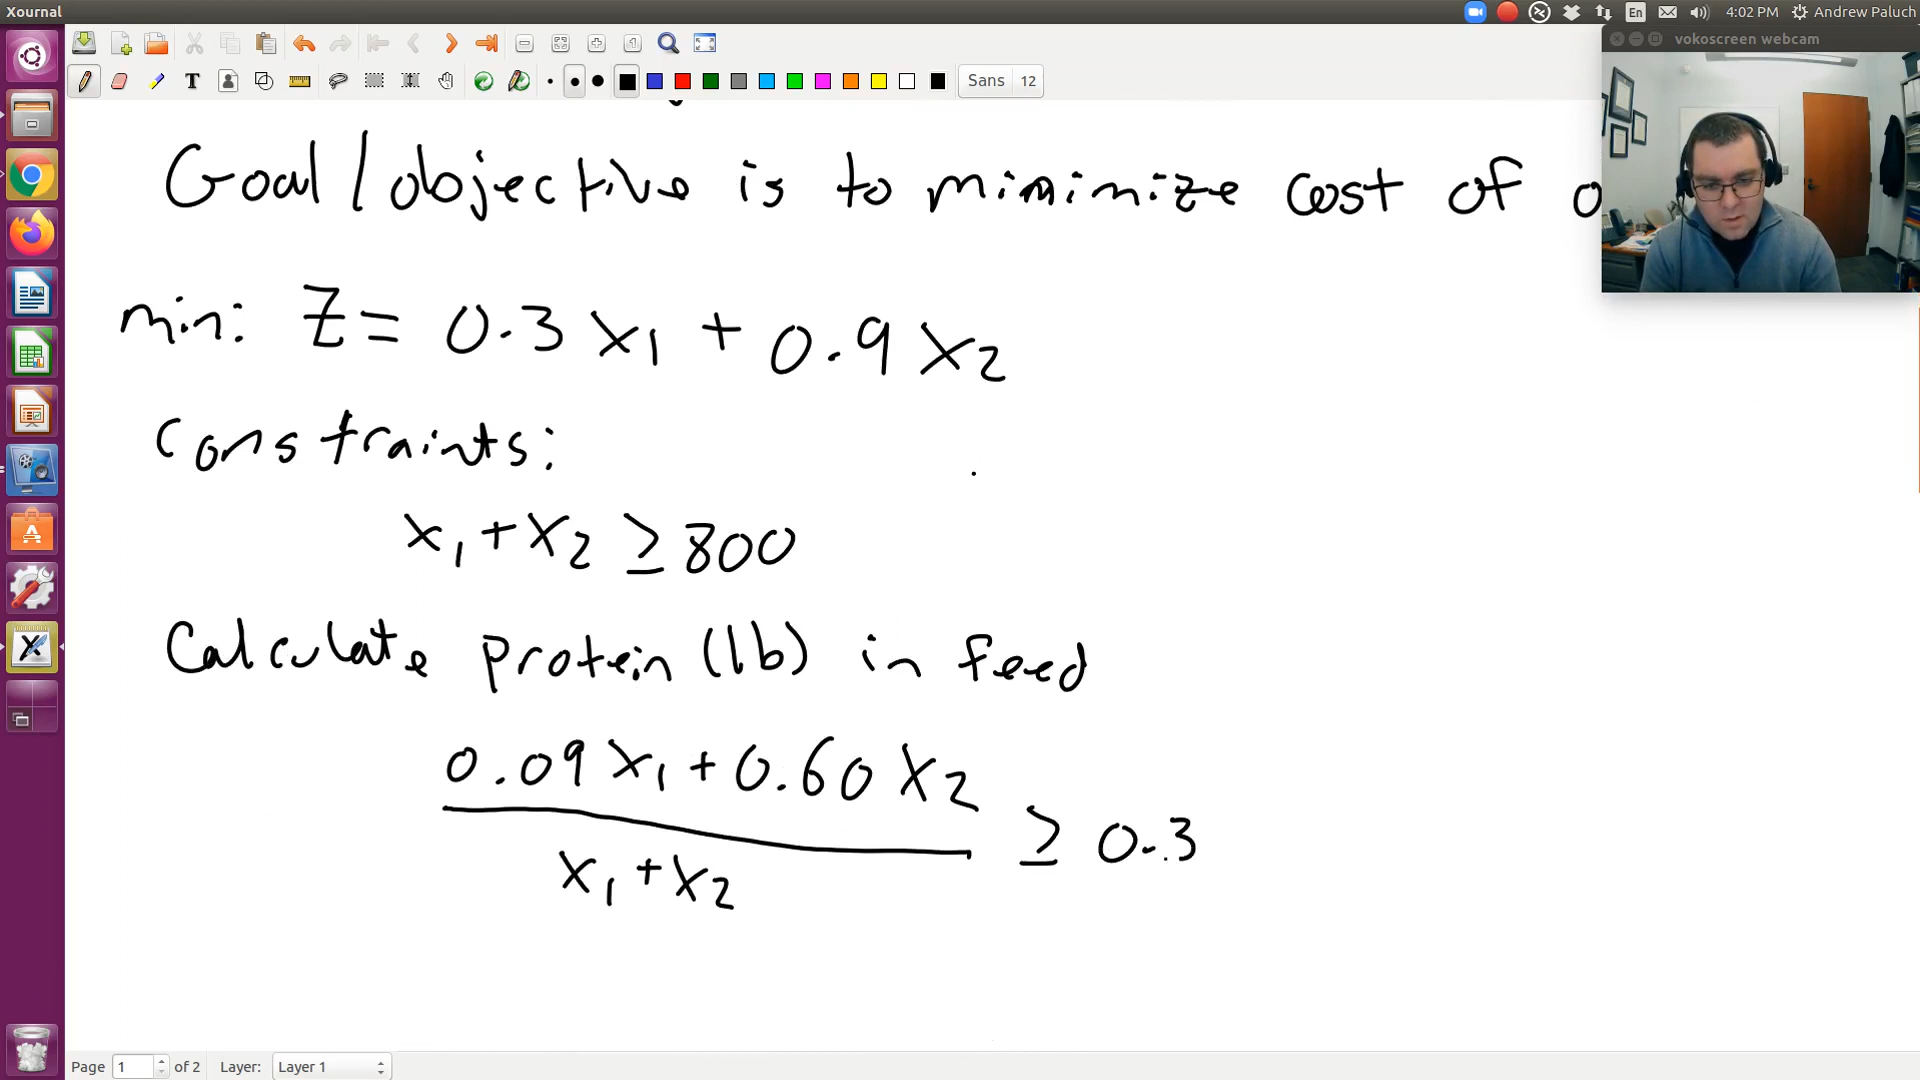 Xournal
En
4:02 PM
Andrew Paluch
vokoscreen webcam
Sans 12
Goal/objective is to minimize cost of
min: Z = 0.3 x1 + 0.9 x2
Constraints:
x1 + x2 ≥ 800
Calculate protein (lb) in feed
0.09 x1 + 0.60 x2
≥ 0.3
x1 + x2
Page 1 of 2 Layer: Layer 1